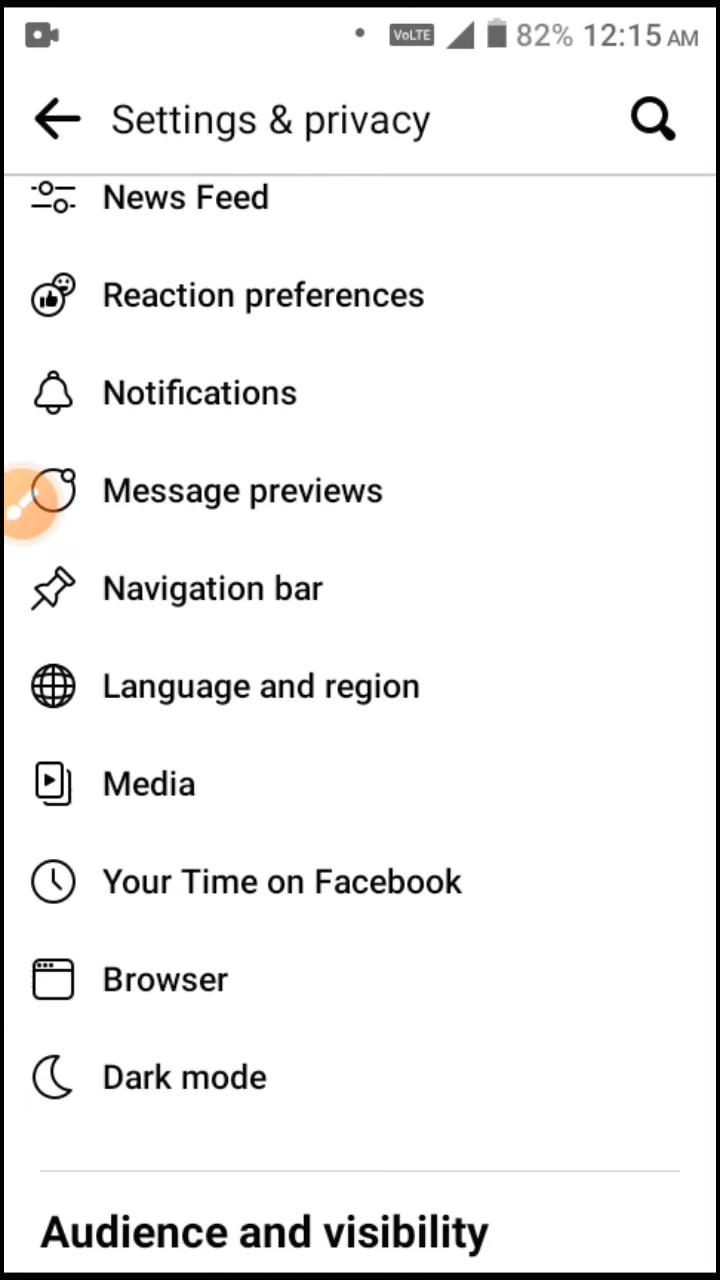 VoLTE 82% 12:15 AM
Settings & privacy
News Feed
Reaction preferences
Notifications
Message previews
Navigation bar
Language and region
Media
Your Time on Facebook
Browser
Dark mode
Audience and visibility